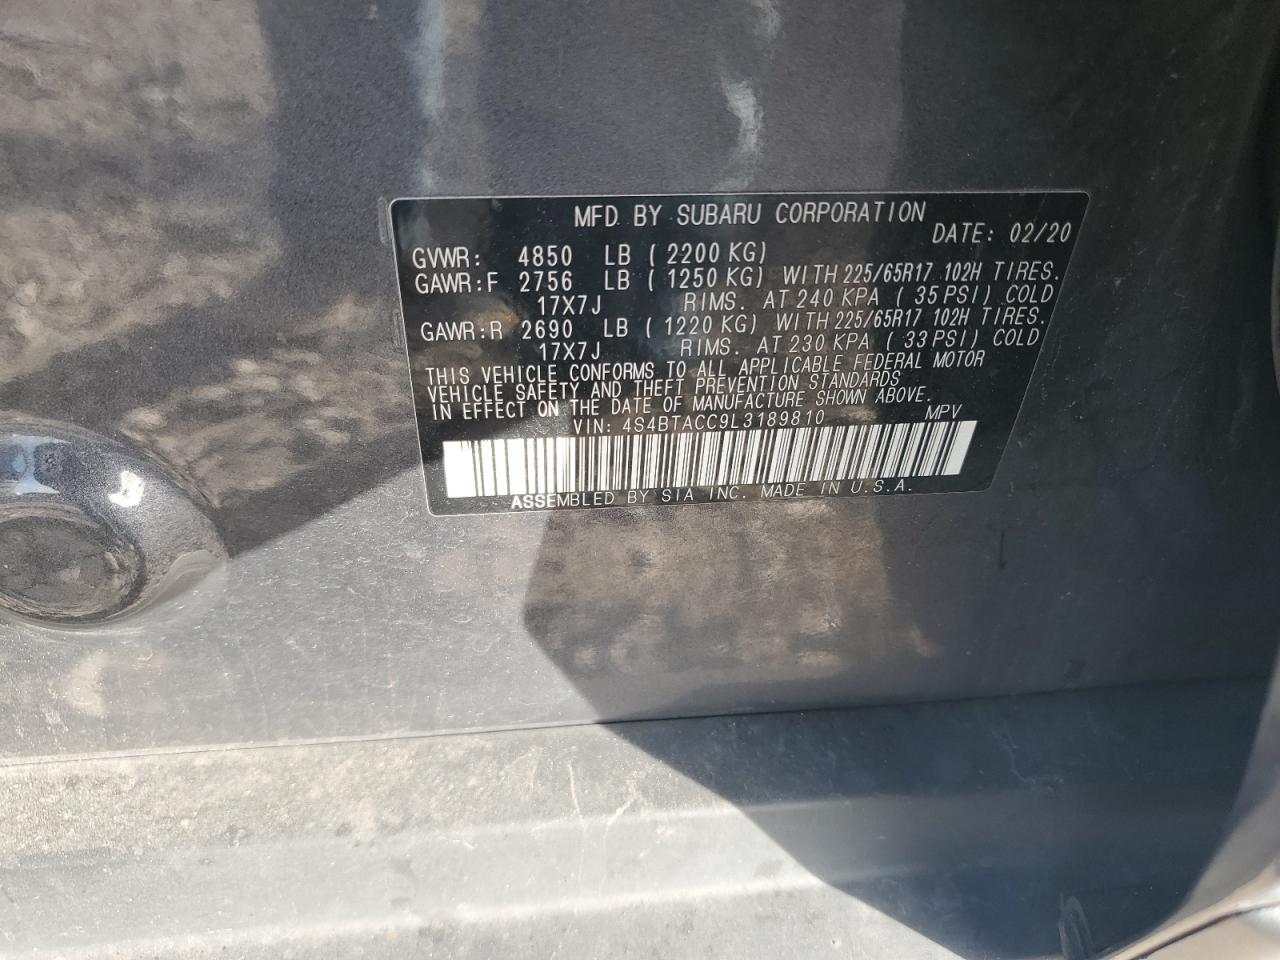 MFD. BY SUBARU CORPORATION
DATE: 02/20
GVWR: 4850 LB (2200 KG)
GAWR:F 2756 LB (1250 KG) WITH 225/65R17 102H TIRES.
17X7J RIMS. AT 240 KPA (35 PSI) COLD
GAWR:R 2690 LB (1220 KG) WITH 225/65R17 102H TIRES.
17X7J RIMS. AT 230 KPA (33 PSI) COLD
THIS VEHICLE CONFORMS TO ALL APPLICABLE FEDERAL MOTOR
VEHICLE SAFETY AND THEFT PREVENTION STANDARDS
IN EFFECT ON THE DATE OF MANUFACTURE SHOWN ABOVE.
VIN: 4S4BTACC9L3189810 MPV
ASSEMBLED BY SIA INC. MADE IN U.S.A.